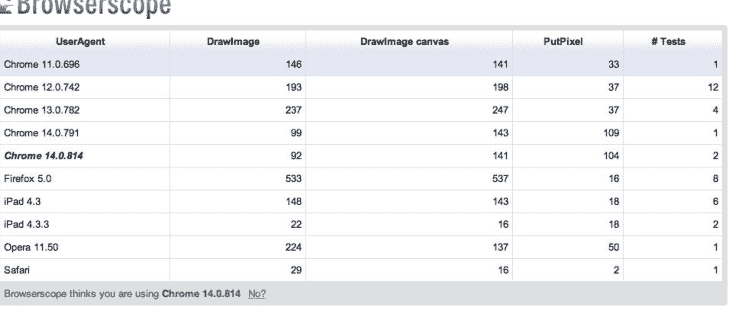 Browserscope
UserAgent DrawImage DrawImage canvas PutPixel # Tests
Chrome 11.0.696 146 141 33 1
Chrome 12.0.742 193 198 37 12
Chrome 13.0.782 237 247 37 4
Chrome 14.0.791 99 143 109 1
Chrome 14.0.814 92 141 104 2
Firefox 5.0 533 537 16 8
iPad 4.3 148 143 18 6
iPad 4.3.3 22 16 18 2
Opera 11.50 224 137 50 1
Safari 29 16 2 1
Browserscope thinks you are using Chrome 14.0.814 No?